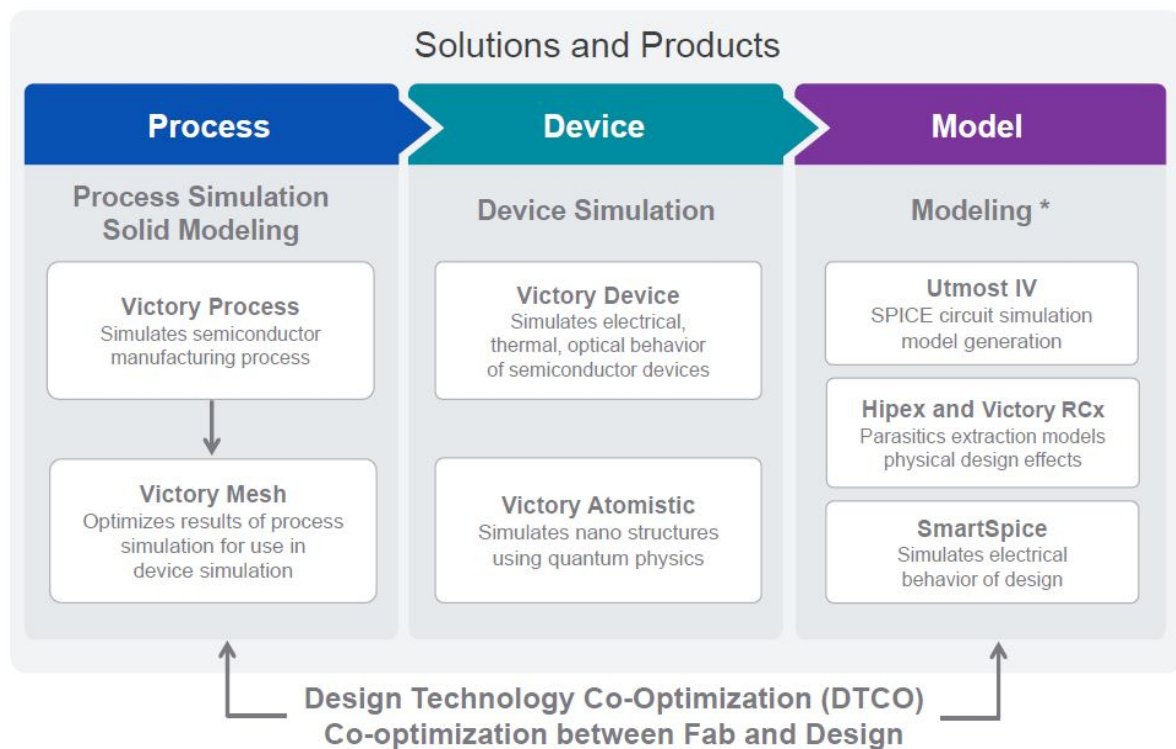 Solutions and Products
Process
Device
Model
Process Simulation
Solid Modeling
Victory Process
Simulates semiconductor
manufacturing process
Victory Mesh
Optimizes results of process
simulation for use in
device simulation
Device Simulation
Victory Device
Simulates electrical,
thermal, optical behavior
of semiconductor devices
Victory Atomistic
Simulates nano structures
using quantum physics
Modeling *
Utmost IV
SPICE circuit simulation
model generation
Hipex and Victory RCx
Parasitics extraction models
physical design effects
SmartSpice
Simulates electrical
behavior of design
Design Technology Co-Optimization (DTCO)
Co-optimization between Fab and Design